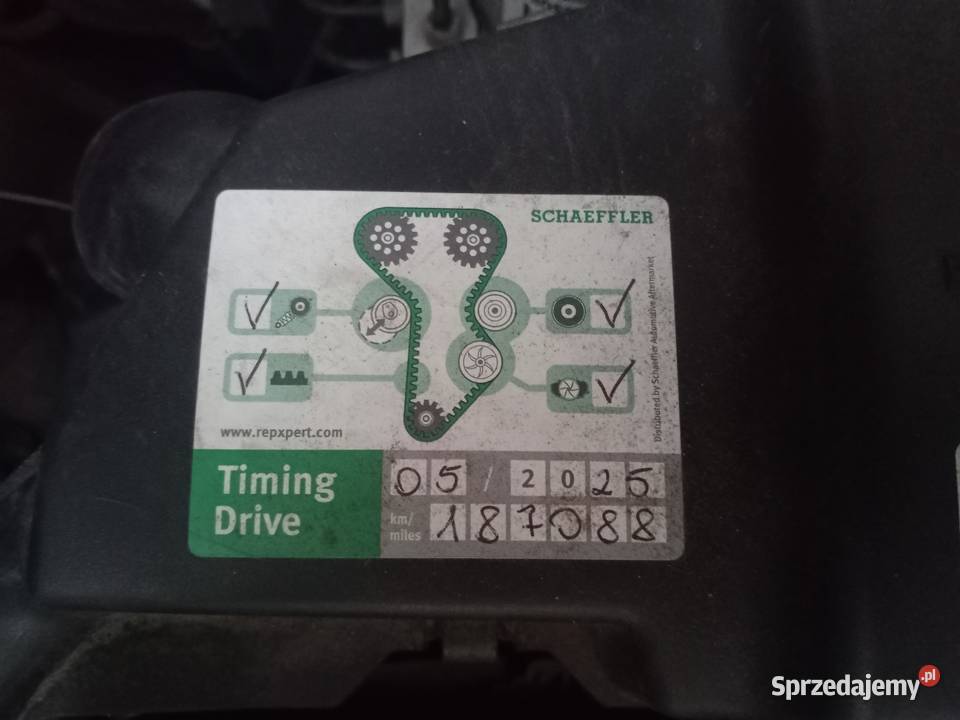 SCHAEFFLER
Distributed by Schaeffler Automotive Aftermarket
www.repxpert.com
Timing
Drive
05 / 2025
km/
miles
187088
Sprzedajemy.pl